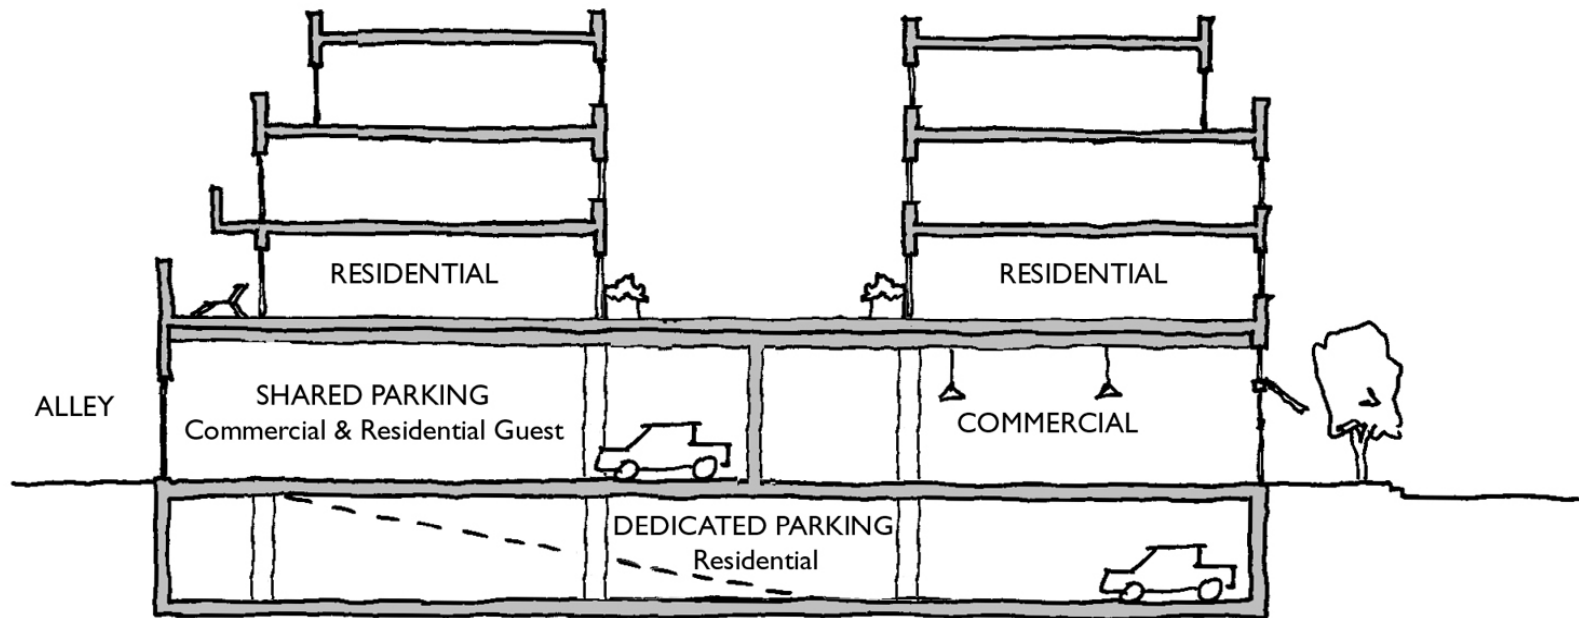 RESIDENTIAL
RESIDENTIAL
ALLEY
SHARED PARKING
Commercial & Residential Guest
COMMERCIAL
DEDICATED PARKING
Residential